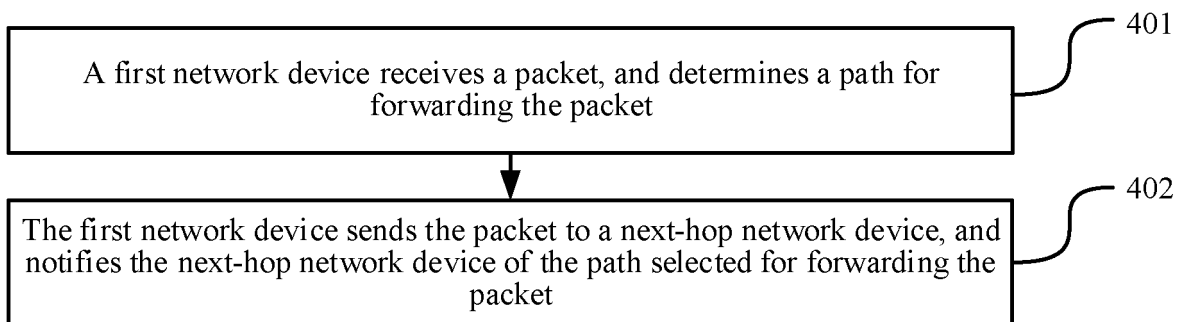 401
A first network device receives a packet, and determines a path for
forwarding the packet
402
The first network device sends the packet to a next-hop network device, and
notifies the next-hop network device of the path selected for forwarding the
packet